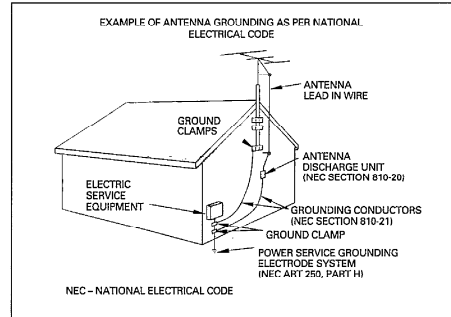 EXAMPLE OF ANTENNA GROUNDING AS PER NATIONAL
ELECTRICAL CODE
ANTENNA
LEAD IN WIRE
GROUND
CLAMPS
ANTENNA
DISCHARGE UNIT
(NEC SECTION 810-20)
ELECTRIC
SERVICE
EQUIPMENT
GROUNDING CONDUCTORS
(NEC SECTION 810-21)
GROUND CLAMP
POWER SERVICE GROUNDING
ELECTRODE SYSTEM
(NEC ART 250, PART H)
NEC – NATIONAL ELECTRICAL CODE